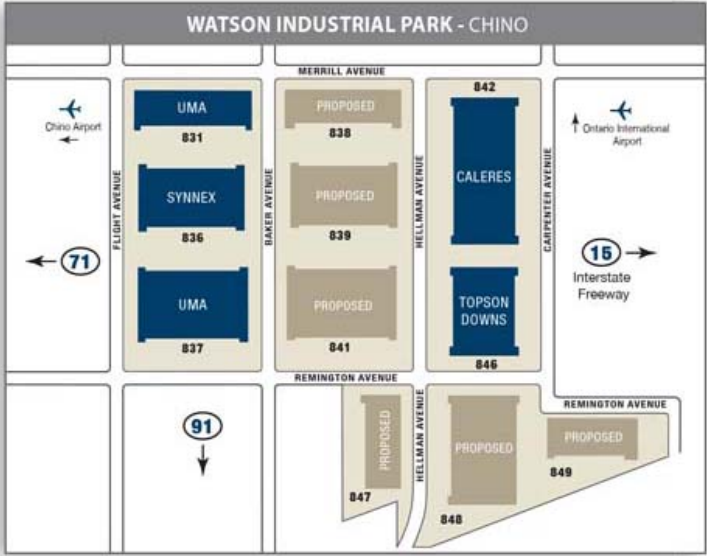 WATSON INDUSTRIAL PARK - CHINO
MERRILL AVENUE
Chino Airport
UMA
831
PROPOSED
838
842
CALERES
Ontario International
Airport
FLIGHT AVENUE
SYNNEX
836
BAKER AVENUE
PROPOSED
839
HELLMAN AVENUE
CARPENTER AVENUE
71
15
Interstate
Freeway
UMA
837
PROPOSED
841
TOPSON
DOWNS
846
REMINGTON AVENUE
91
PROPOSED
847
HELLMAN AVENUE
PROPOSED
848
REMINGTON AVENUE
PROPOSED
849